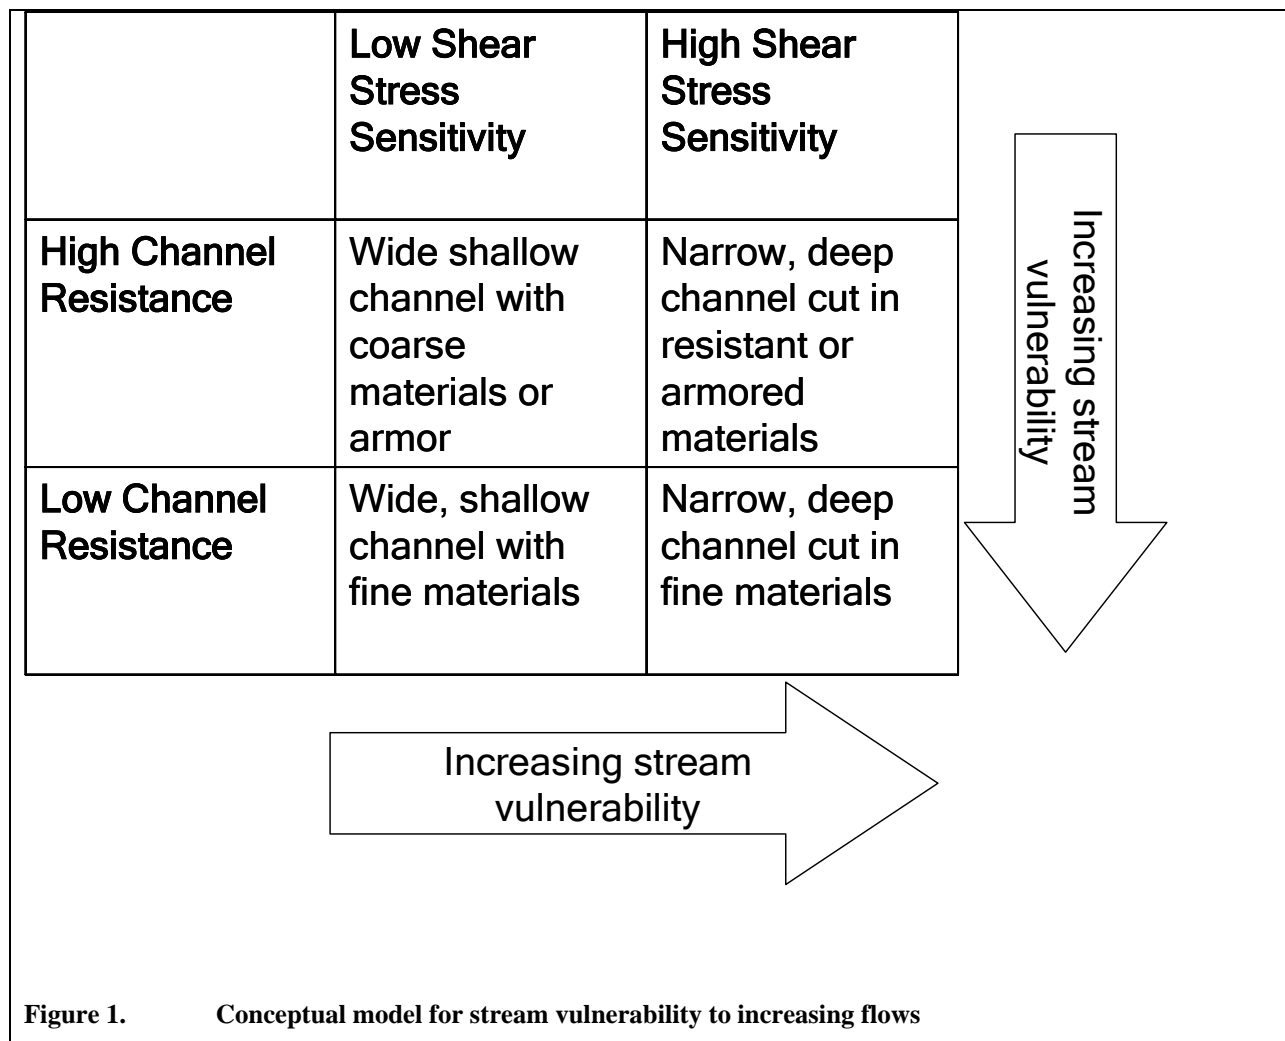 Low Shear
Stress
Sensitivity
High Shear
Stress
Sensitivity
High Channel
Resistance
Wide shallow
channel with
coarse
materials or
armor
Narrow, deep
channel cut in
resistant or
armored
materials
Low Channel
Resistance
Wide, shallow
channel with
fine materials
Narrow, deep
channel cut in
fine materials
Increasing stream
vulnerability
Increasing stream
vulnerability
Figure 1. Conceptual model for stream vulnerability to increasing flows